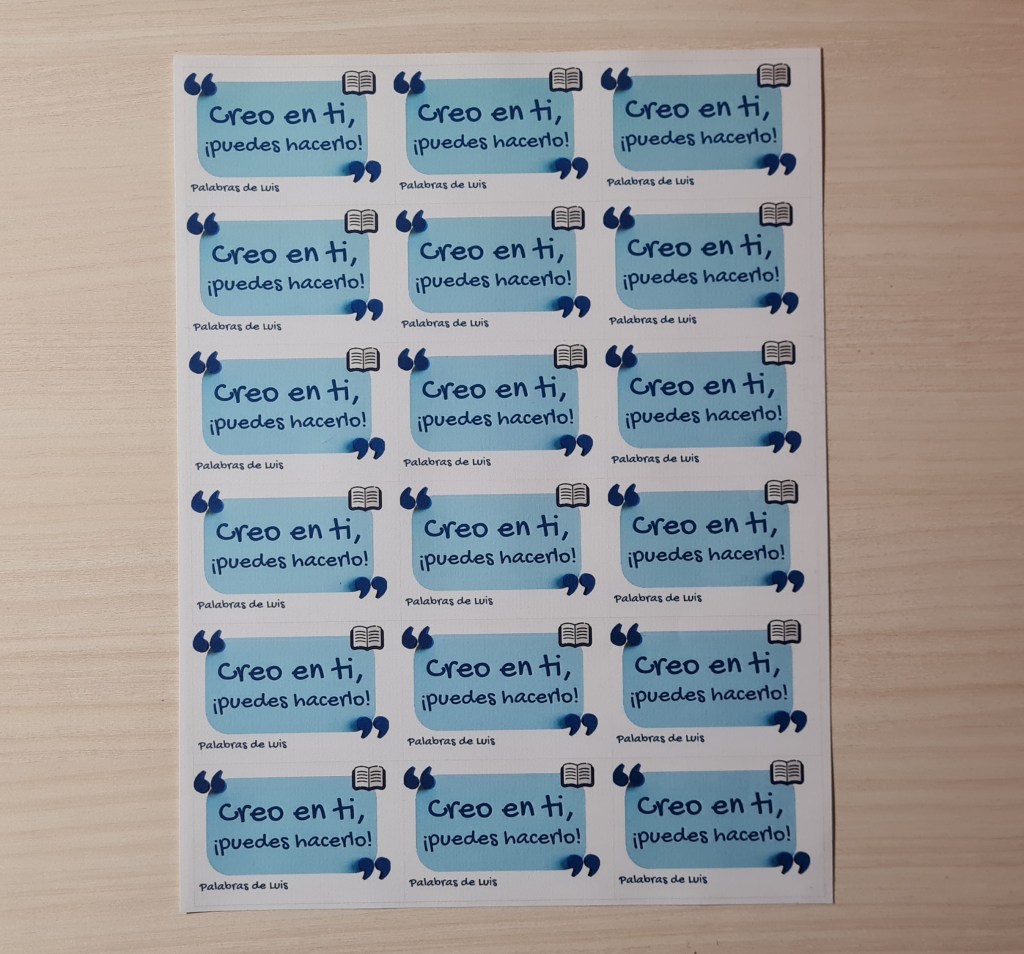 Creo en ti, Creo en ti, Creo en ti,
¡puedes hacerlo! ¡puedes hacerlo! ¡puedes hacerlo!
Palabras de Luis Palabras de Luis Palabras de Luis
Creo en ti, Creo en ti, Creo en ti,
¡puedes hacerlo! ¡puedes hacerlo! ¡puedes hacerlo!
Palabras de Luis Palabras de Luis Palabras de Luis
Creo en ti, Creo en ti, Creo en ti,
¡puedes hacerlo! ¡puedes hacerlo! ¡puedes hacerlo!
Palabras de Luis Palabras de Luis Palabras de Luis
Creo en ti, Creo en ti, Creo en ti,
¡puedes hacerlo! ¡puedes hacerlo! ¡puedes hacerlo!
Palabras de Luis Palabras de Luis Palabras de Luis
Creo en ti, Creo en ti, Creo en ti,
¡puedes hacerlo! ¡puedes hacerlo! ¡puedes hacerlo!
Palabras de Luis Palabras de Luis Palabras de Luis
Creo en ti, Creo en ti, Creo en ti,
¡puedes hacerlo! ¡puedes hacerlo! ¡puedes hacerlo!
Palabras de Luis Palabras de Luis Palabras de Luis